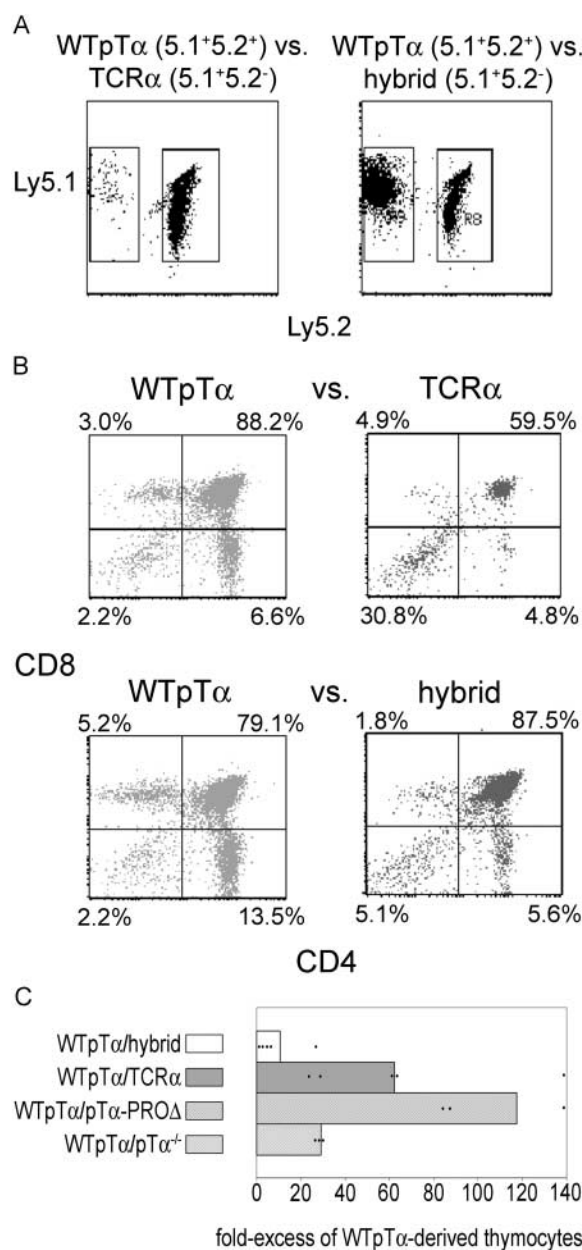 A
WTpTα (5.1⁺5.2⁺) vs. TCRα (5.1⁺5.2⁻)
WTpTα (5.1⁺5.2⁺) vs. hybrid (5.1⁺5.2⁻)
Ly5.1
R8
Ly5.2
B
WTpTα vs. TCRα
3.0% 88.2% 4.9% 59.5%
2.2% 6.6% 30.8% 4.8%
CD8
WTpTα vs. hybrid
5.2% 79.1% 1.8% 87.5%
2.2% 13.5% 5.1% 5.6%
CD4
C
WTpTα/hybrid
WTpTα/TCRα
WTpTα/pTα-PROΔ
WTpTα/pTα⁻/⁻
0 20 40 60 80 100 120 140
fold-excess of WTpTα-derived thymocytes